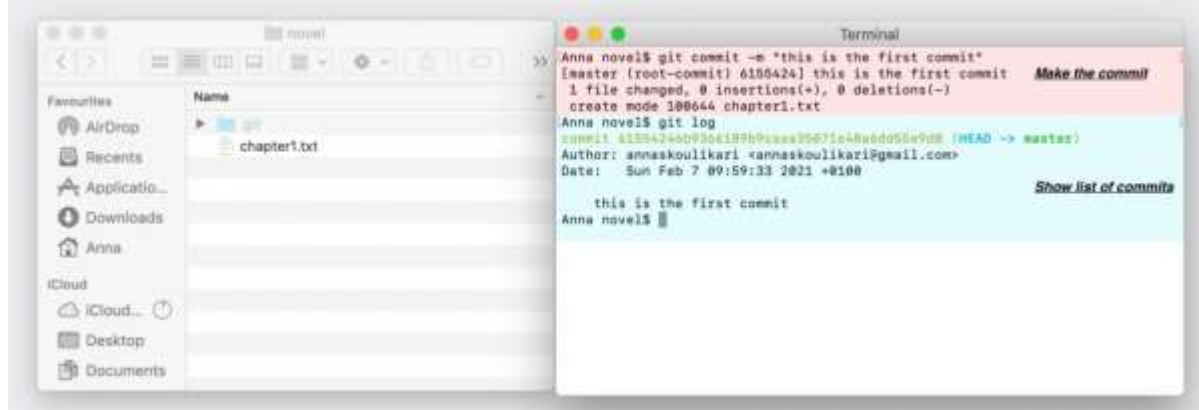 novel
Favourites
AirDrop
Recents
Applicatio...
Downloads
Anna
iCloud
iCloud...
Desktop
Documents
Name
chapter1.txt
Terminal
Anna novel$ git commit -m "this is the first commit"
[master (root-commit) 6155424] this is the first commit
Make the commit
1 file changed, 0 insertions(+), 0 deletions(-)
create mode 100644 chapter1.txt
Anna novel$ git log
commit (HEAD -> master)
Author: annaskoulikari <annaskoulikari@gmail.com>
Date: Sun Feb 7 09:59:33 2021 +0100
Show list of commits
this is the first commit
Anna novel$